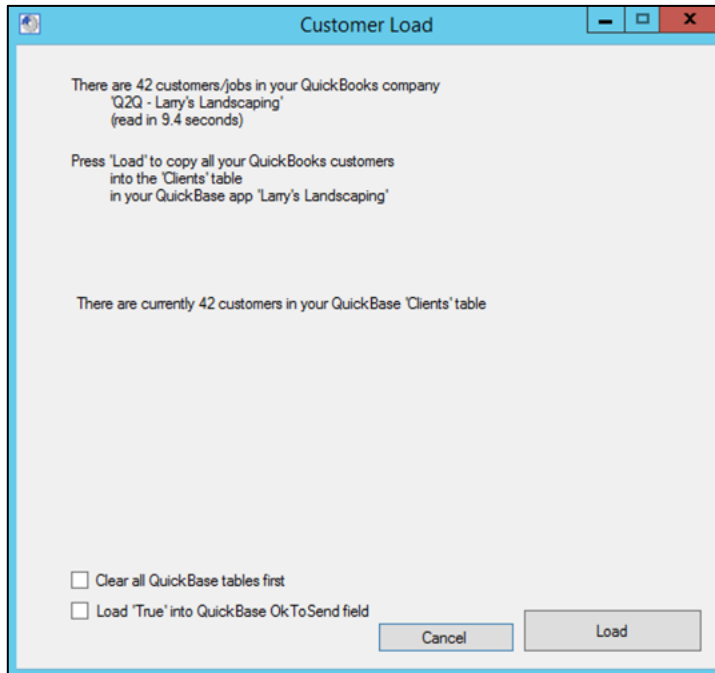 Customer Load
There are 42 customers/jobs in your QuickBooks company
'Q2Q - Larry's Landscaping'
(read in 9.4 seconds)
Press 'Load' to copy all your QuickBooks customers
into the 'Clients' table
in your QuickBase app 'Larry's Landscaping'
There are currently 42 customers in your QuickBase 'Clients' table
Clear all QuickBase tables first
Load 'True' into QuickBase OkToSend field
Cancel
Load